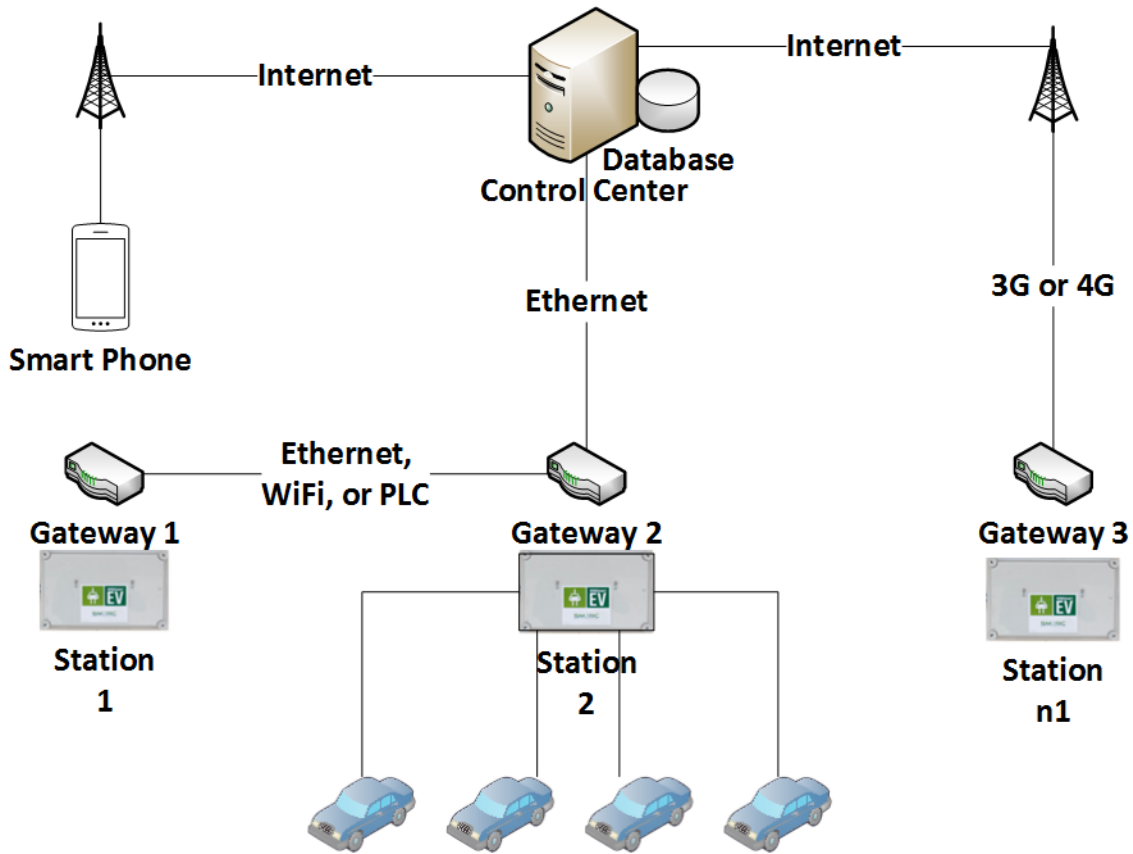 Internet
Internet
Database
Control Center
Ethernet
3G or 4G
Smart Phone
Ethernet,
WiFi, or PLC
Gateway 1
Gateway 2
Gateway 3
EV
EV
EV
Station
1
Station
2
Station
n1